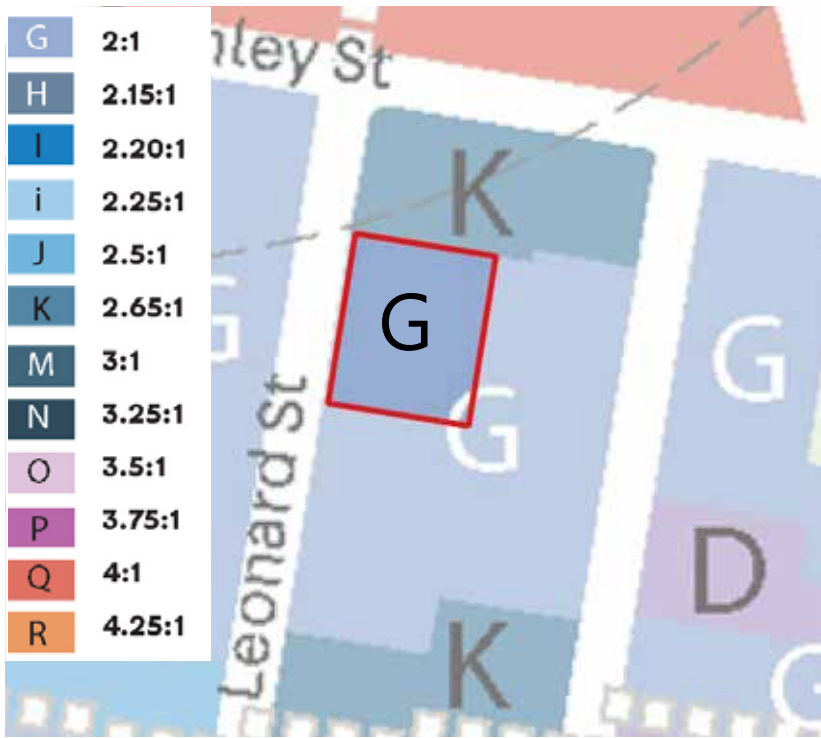 G 2:1
H 2.15:1
I 2.20:1
i 2.25:1
J 2.5:1
K 2.65:1
M 3:1
N 3.25:1
O 3.5:1
P 3.75:1
Q 4:1
R 4.25:1
St
K
G
G
G
G
Leonard St
D
K
G